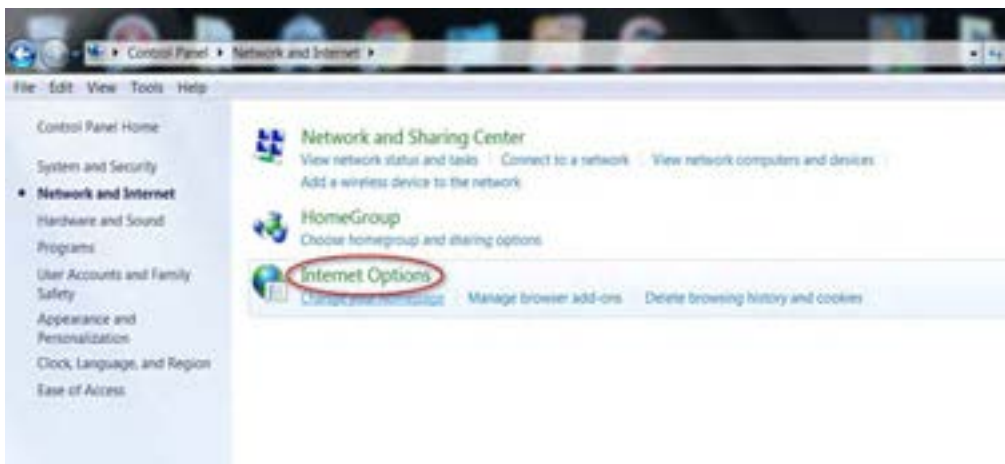 Control Panel Network and Internet
File Edit View Tools Help
Control Panel Home
System and Security
Network and Internet
Hardware and Sound
Programs
User Accounts and Family
Safety
Appearance and
Personalization
Clock, Language, and Region
Ease of Access
Network and Sharing Center
View network status and tasks Connect to a network View network computers and devices
Add a wireless device to the network
HomeGroup
Choose homegroup and sharing options
Internet Options
Change your homepage Manage browser add-ons Delete browsing history and cookies